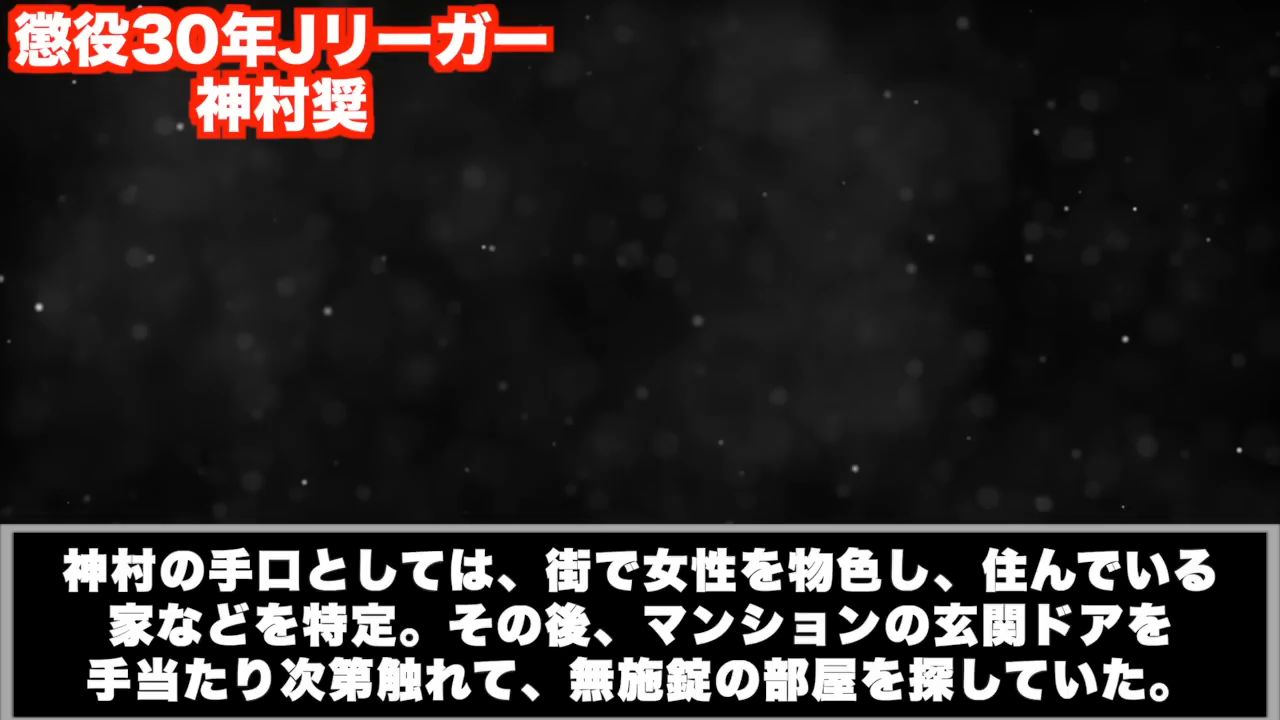 懲役30年Jリーガー
神村奨
神村の手口としては、街で女性を物色し、住んでいる
家などを特定。その後、マンションの玄関ドアを
手当たり次第触れて、無施錠の部屋を探していた。